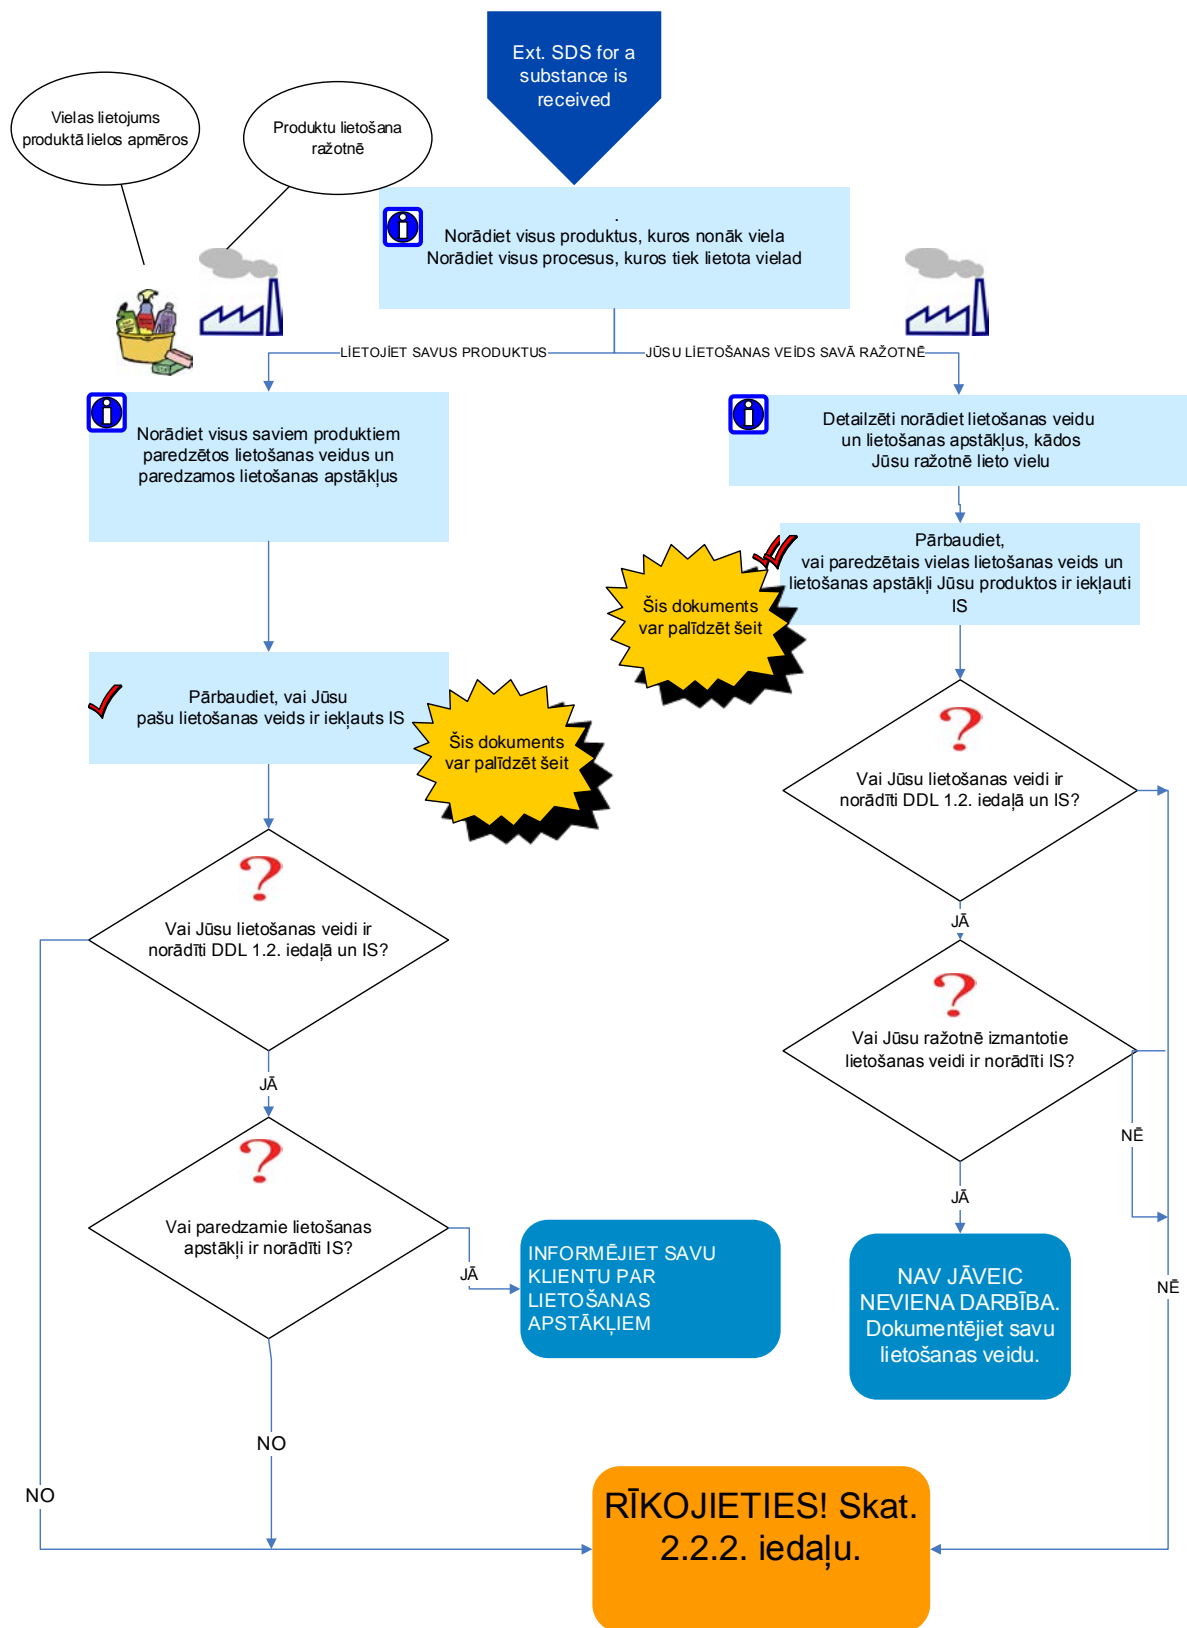 Ext. SDS for a
substance is
received
Vielas lietojums
produktā lielos apmēros
Produktu lietošana
ražotnē
.
Norādiet visus produktus, kuros nonāk viela
Norādiet visus procesus, kuros tiek lietota vielad
LIETOJIET SAVUS PRODUKTUS
JŪSU LIETOŠANAS VEIDS SAVĀ RAŽOTNĒ
Norādiet visus saviem produktiem
paredzētos lietošanas veidus un
paredzamos lietošanas apstākļus
Detailzēti norādiet lietošanas veidu
un lietošanas apstākļus, kādos
Jūsu ražotnē lieto vielu
Pārbaudiet,
vai paredzētais vielas lietošanas veids un
lietošanas apstākļi Jūsu produktos ir iekļauti
IS
Šis dokuments
var palīdzēt šeit
Pārbaudiet, vai Jūsu
pašu lietošanas veids ir iekļauts IS
Šis dokuments
var palīdzēt šeit
Vai Jūsu lietošanas veidi ir
norādīti DDL 1.2. iedaļā un IS?
JĀ
Vai Jūsu lietošanas veidi ir
norādīti DDL 1.2. iedaļā un IS?
JĀ
Vai Jūsu ražotnē izmantotie
lietošanas veidi ir norādīti IS?
NĒ
JĀ
Vai paredzamie lietošanas
apstākļi ir norādīti IS?
JĀ
INFORMĒJIET SAVU
KLIENTU PAR
LIETOŠANAS
APSTĀKĻIEM
NAV JĀVEIC
NEVIENA DARBĪBA.
Dokumentējiet savu
lietošanas veidu.
NĒ
NO
NO
RĪKOJIETIES! Skat.
2.2.2. iedaļu.